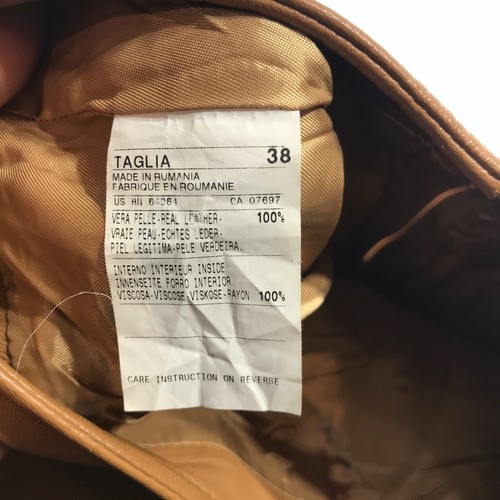 TAGLIA 38
MADE IN RUMANIA
FABRIQUE EN ROUMANIE
US RN CA 07697
VERA PELLE-REAL LEATHER- 100%
VRAIE PEAU-ECHTES LEDER-
PIEL LEGITIMA-PELE VERDEIRA.
INTERNO INTERIEUR INSIDE
INNENSEITE FORRO INTERIOR
VISCOSA-VISCOSE-VISKOSE-RAYON 100%
CARE INSTRUCTION ON REVERSE